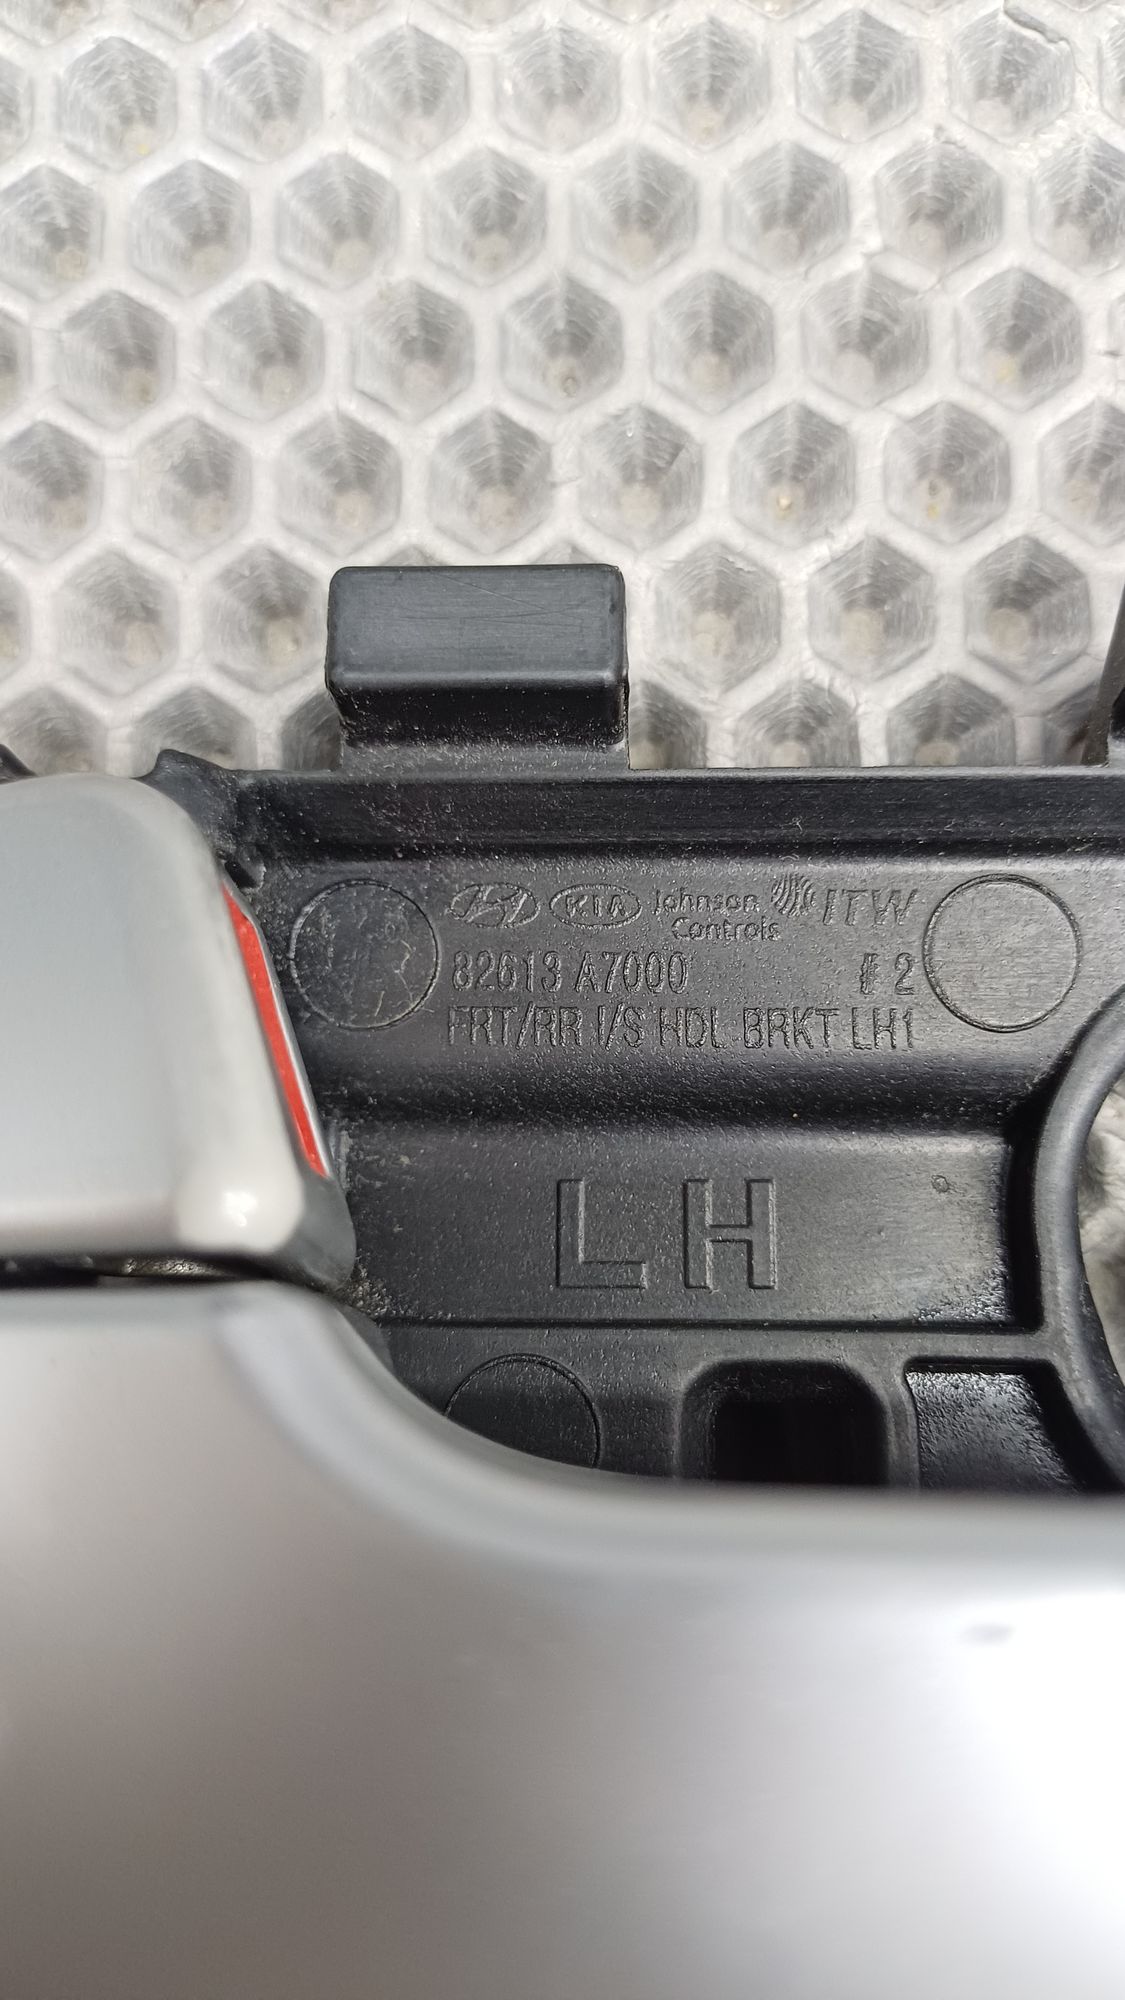 KIA Johnson Controls ITW
82613 A7000 # 2
FRT/RR I/S HDL BRKT LH1
LH